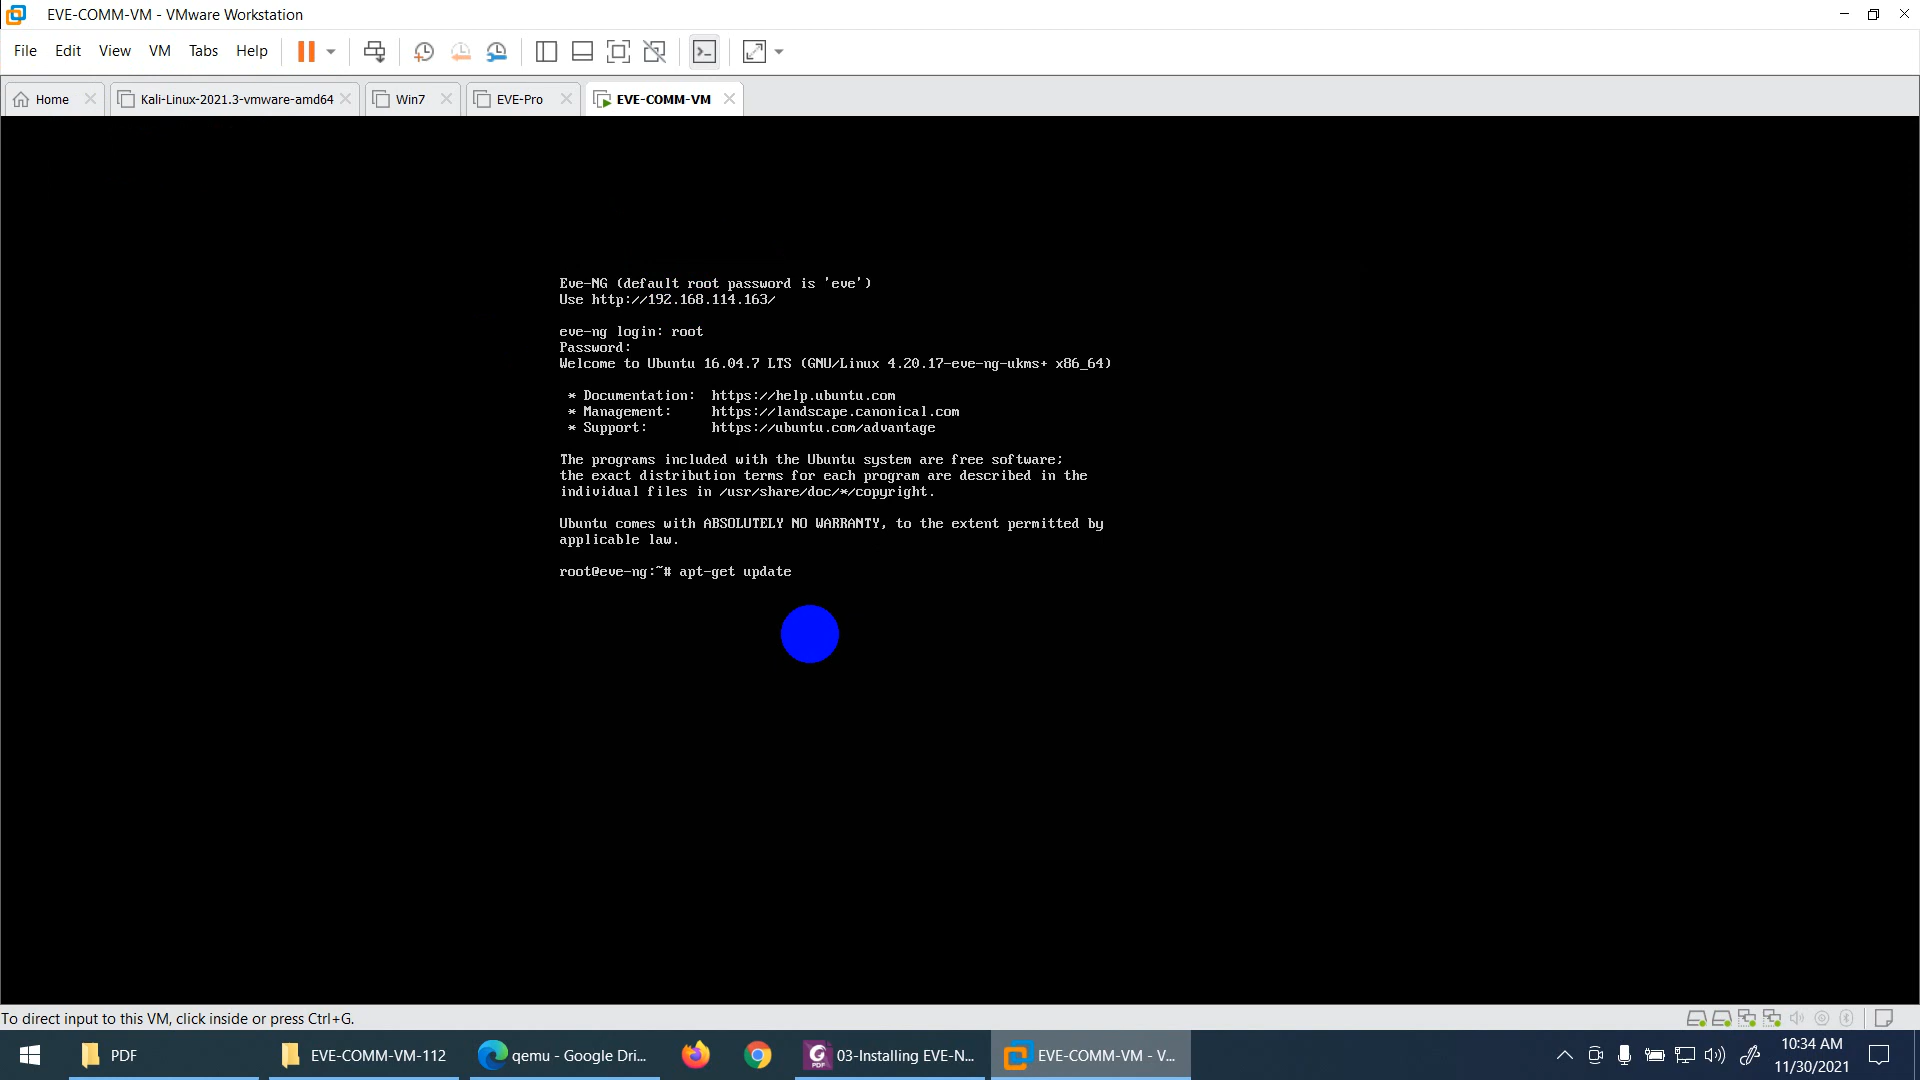 EVE-COMM-VM - VMware Workstation
File Edit View VM Tabs Help
Home Kali-Linux-2021.3-vmware-amd64 Win7 EVE-Pro EVE-COMM-VM
Eve-NG (default root password is 'eve')
Use http://192.168.114.163/
eve-ng login: root
Password:
Welcome to Ubuntu 16.04.7 LTS (GNU/Linux 4.20.17-eve-ng-ukms+ x86_64)
* Documentation: https://help.ubuntu.com
* Management: https://landscape.canonical.com
* Support: https://ubuntu.com/advantage
The programs included with the Ubuntu system are free software;
the exact distribution terms for each program are described in the
individual files in /usr/share/doc/*/copyright.
Ubuntu comes with ABSOLUTELY NO WARRANTY, to the extent permitted by
applicable law.
root@eve-ng:~# apt-get update
To direct input to this VM, click inside or press Ctrl+G.
PDF EVE-COMM-VM-112 qemu - Google Dri... 03-Installing EVE-N... EVE-COMM-VM - V... 10:34 AM
11/30/2021